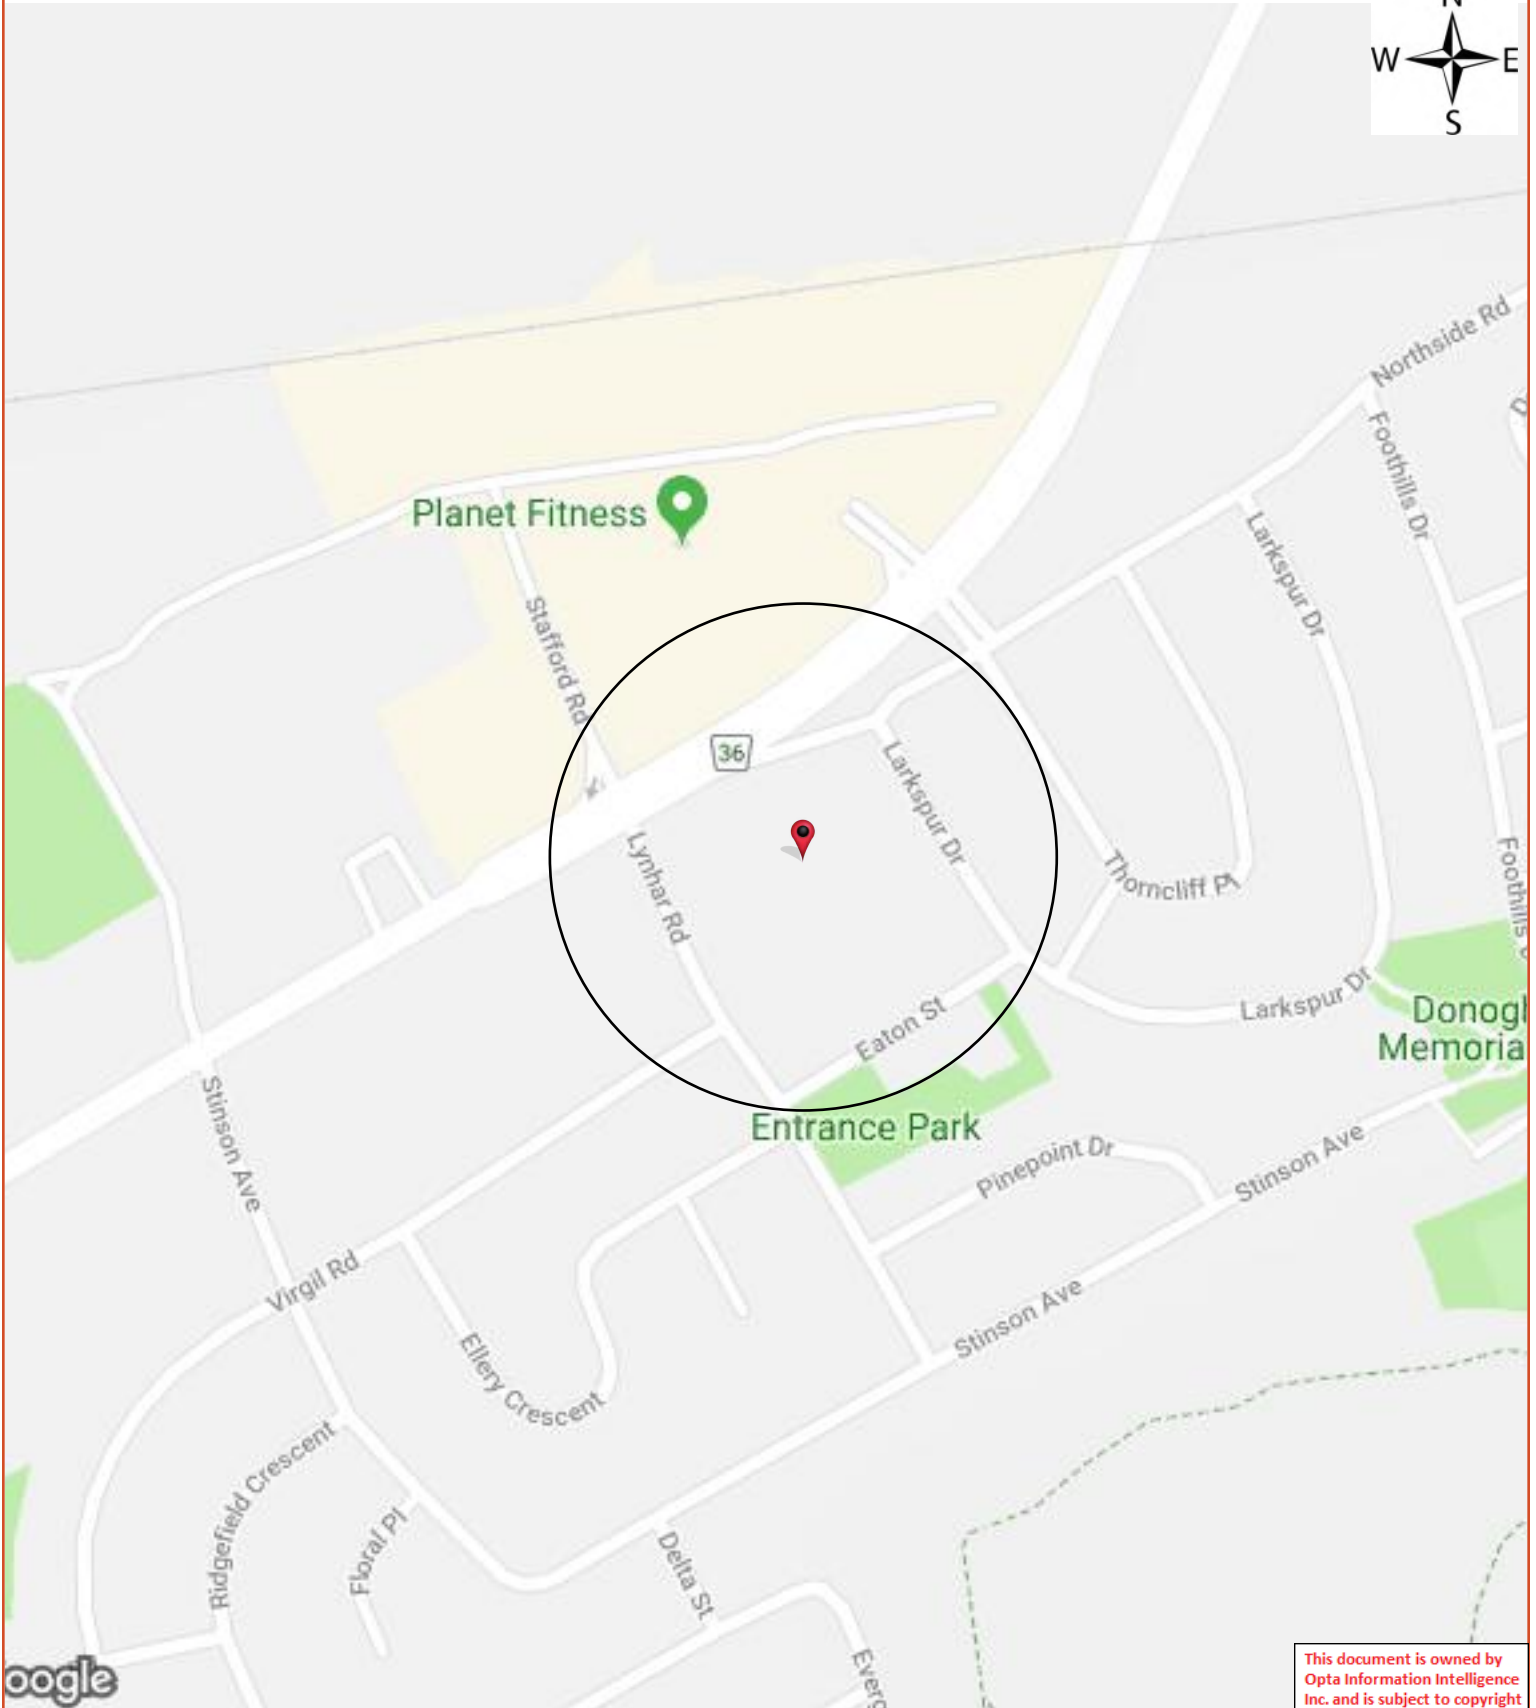 N
W E
S
Northside Rd
Foothills Dr
Planet Fitness
Larkspur Dr
Stafford Rd
36
Larkspur Dr
Lynhar Rd
Thorncliff Pl
Foothills
Larkspur Dr
Eaton St
Donogh
Memoria
Entrance Park
Stinson Ave
Pinepoint Dr
Stinson Ave
Virgil Rd
Stinson Ave
Ellery Crescent
Ridgefield Crescent
Floral Pl
Delta St
Everg
oogle
This document is owned by
Opta Information Intelligence
Inc. and is subject to copyright